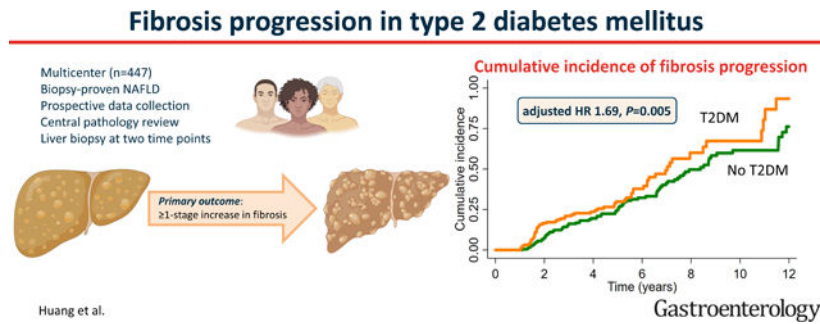 Fibrosis progression in type 2 diabetes mellitus
Multicenter (n=447)
Biopsy-proven NAFLD
Prospective data collection
Central pathology review
Liver biopsy at two time points
Primary outcome:
≥1-stage increase in fibrosis
Huang et al.
Cumulative incidence of fibrosis progression
adjusted HR 1.69, P=0.005
T2DM
No T2DM
Cumulative incidence
1.00
0.75
0.50
0.25
0.00
0 2 4 6 8 10 12
Time (years)
Gastroenterology